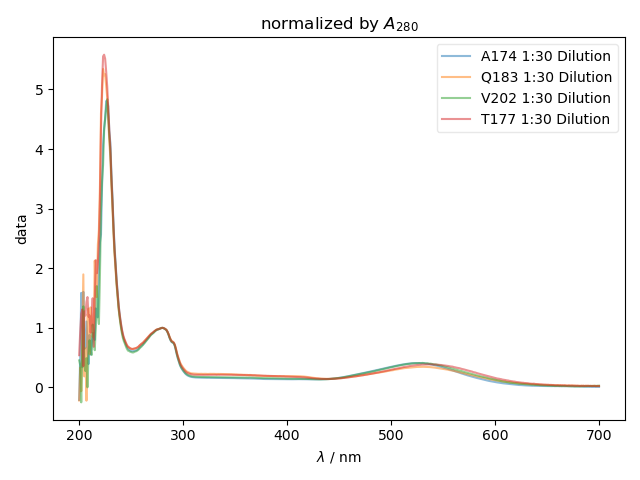 normalized by A280
A174 1:30 Dilution
Q183 1:30 Dilution
V202 1:30 Dilution
T177 1:30 Dilution
data
5
4
3
2
1
0
200 300 400 500 600 700
λ / nm